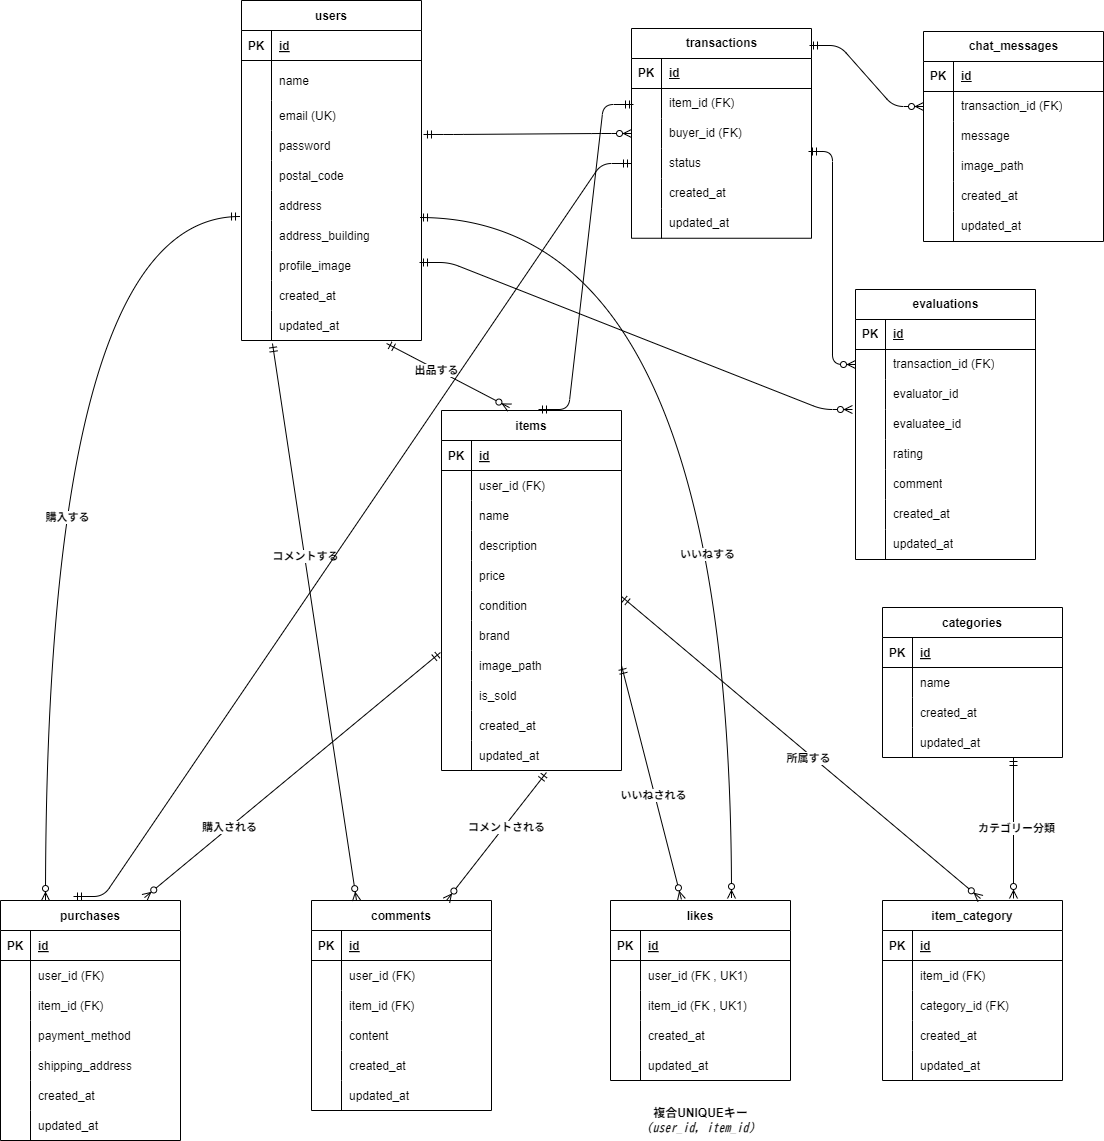 users
PK id
name
email (UK)
password
postal_code
address
address_building
profile_image
created_at
updated_at
transactions
PK id
item_id (FK)
buyer_id (FK)
status
created_at
updated_at
chat_messages
PK id
transaction_id (FK)
message
image_path
created_at
updated_at
evaluations
PK id
transaction_id (FK)
evaluator_id
evaluatee_id
rating
comment
created_at
updated_at
出品する
items
PK id
user_id (FK)
name
description
price
condition
brand
image_path
is_sold
created_at
updated_at
購入する
コメントする
いいねする
categories
PK id
name
created_at
updated_at
所属する
いいねされる
購入される
コメントされる
カテゴリー分類
purchases
PK id
user_id (FK)
item_id (FK)
payment_method
shipping_address
created_at
updated_at
comments
PK id
user_id (FK)
item_id (FK)
content
created_at
updated_at
likes
PK id
user_id (FK , UK1)
item_id (FK , UK1)
created_at
updated_at
item_category
PK id
item_id (FK)
category_id (FK)
created_at
updated_at
複合UNIQUEキー
(user_id, item_id)